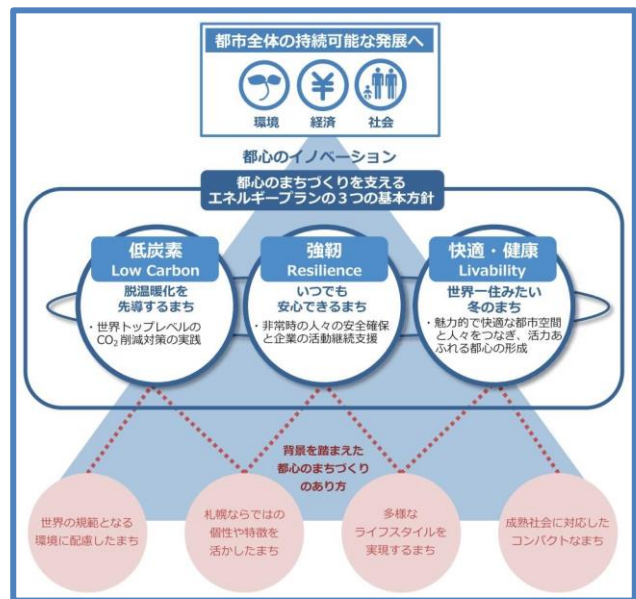 都市全体の持続可能な発展へ
¥
環境 経済 社会
都心のイノベーション
都心のまちづくりを支える
エネルギープランの3つの基本方針
低炭素
Low Carbon
脱温暖化を
先導するまち
・世界トップレベルの
CO₂削減対策の実践
強靭
Resilience
いつでも
安心できるまち
・非常時の人々の安全確保
と企業の活動継続支援
快適・健康
Livability
世界一住みたい
冬のまち
・魅力的で快適な都市空間
と人々をつなぎ、活力あ
ふれる都心の形成
背景を踏まえた
都心のまちづくり
のあり方
世界の規範となる
環境に配慮したまち
札幌ならではの
個性や特徴を
活かしたまち
多様な
ライフスタイルを
実現するまち
成熟社会に対応した
コンパクトなまち